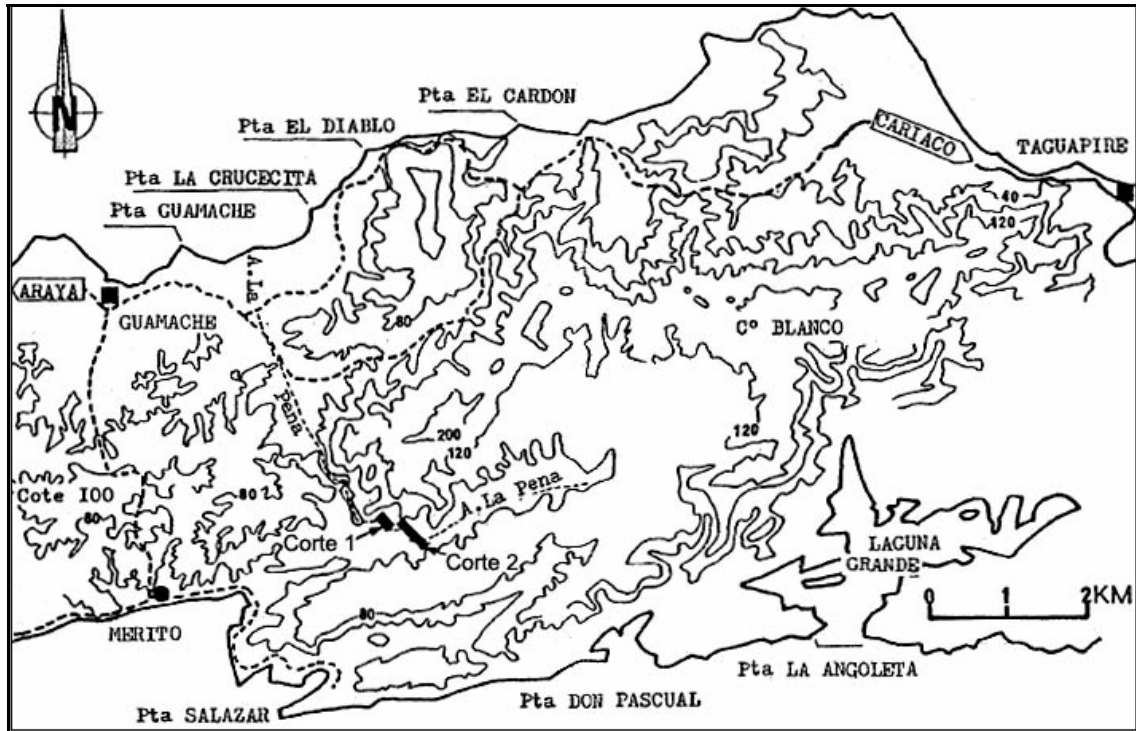 N
Pta EL CARDON
Pta EL DIABLO
CARIACO
TAGUAPIRE
Pta LA CRUCECITA
40
120
Pta GUAMACHE
A La
ARAYA
GUAMACHE
80
Cº BLANCO
Pena
200
120
120
Cote I00
80
80
A La Pena
Corte 1
Corte 2
LAGUNA
GRANDE
0 1 2KM
80
MERITO
Pta LA ANGOLETA
Pta DON PASCUAL
Pta SALAZAR